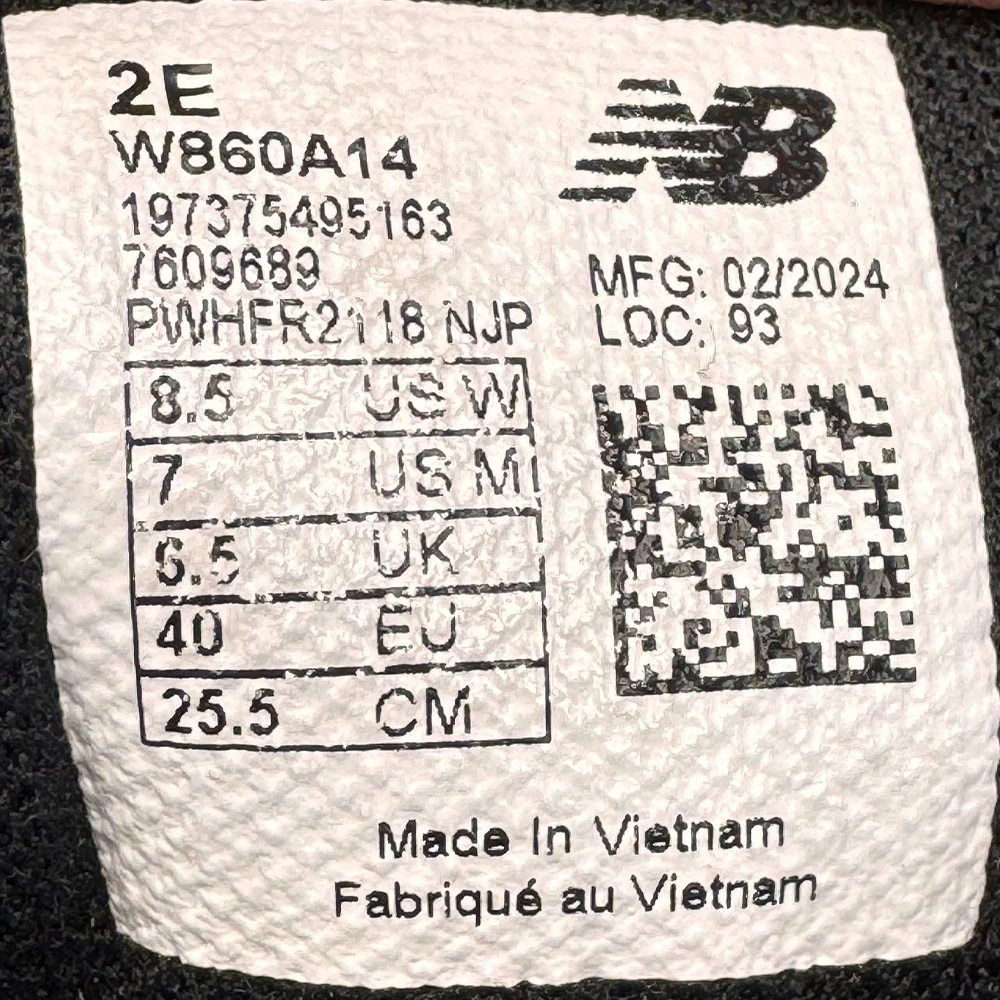 2E
W860A14
197375495163
7609689
PWHFR2118 NJP
8.5 US W
7 US M
6.5 UK
40 EU
25.5 CM
NB
MFG: 02/2024
LOC: 93
Made In Vietnam
Fabriqué au Vietnam